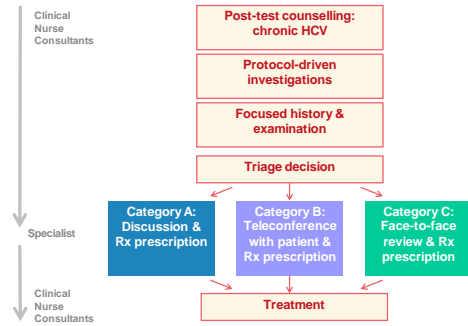 Clinical
Nurse
Consultants
Post-test counselling:
chronic HCV
Protocol-driven
investigations
Focused history &
examination
Triage decision
Category A:
Discussion &
Rx prescription
Category B:
Teleconference
with patient &
Rx prescription
Category C:
Face-to-face
review & Rx
prescription
Specialist
Clinical
Nurse
Consultants
Treatment